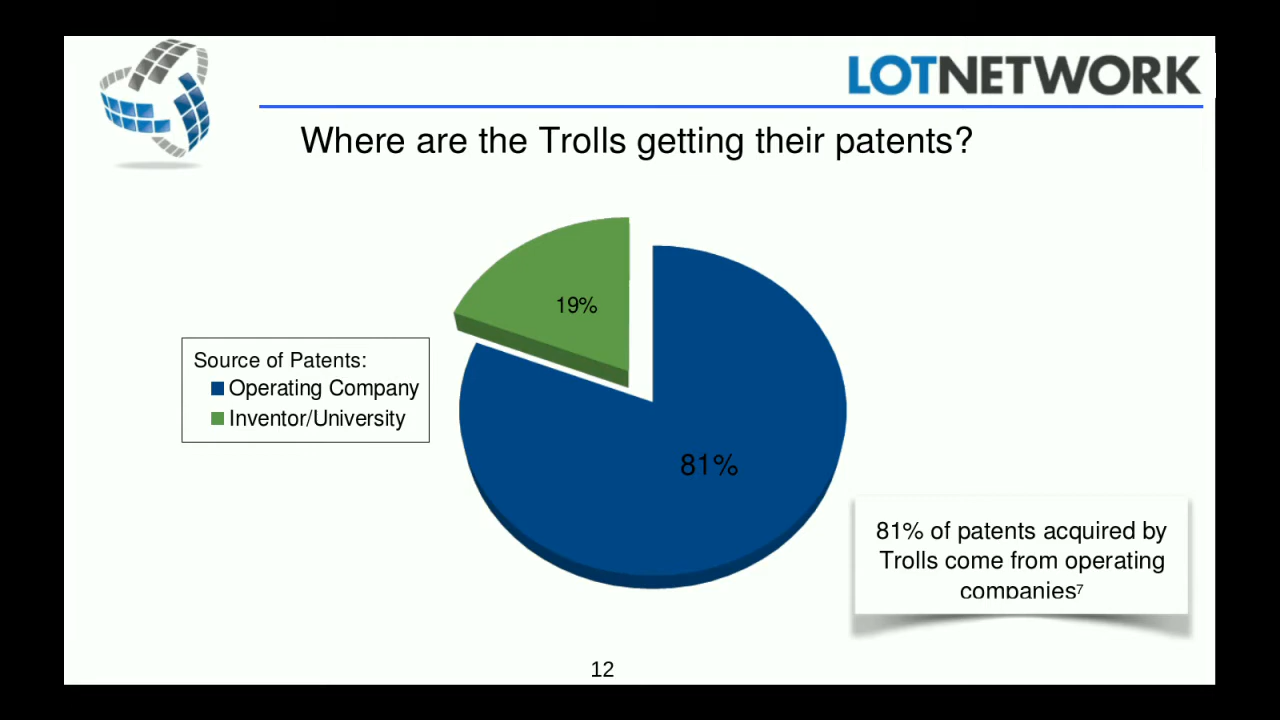 LOTNETWORK
Where are the Trolls getting their patents?
19%
Source of Patents:
Operating Company
Inventor/University
81%
81% of patents acquired by
Trolls come from operating
companies⁷
12